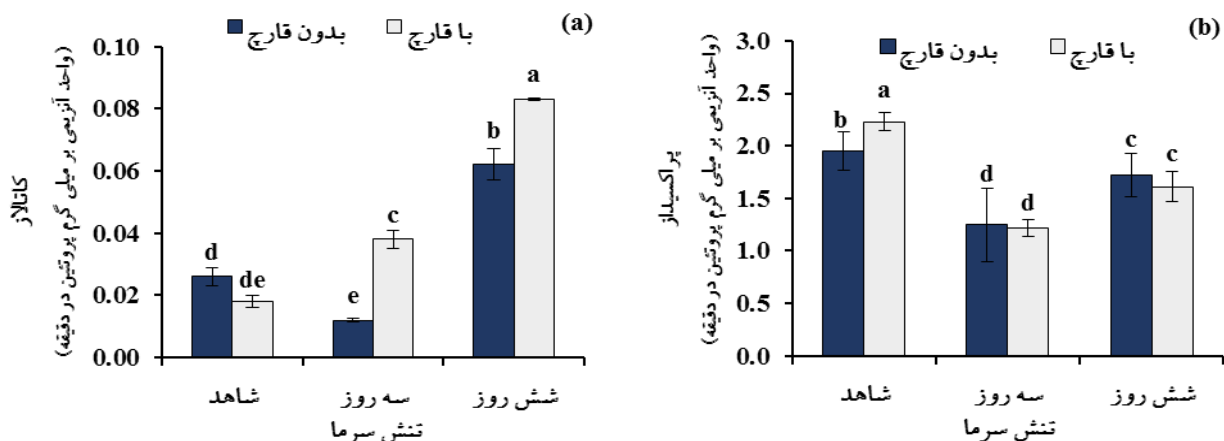 (a)
بدون قارچ
با قارچ
کاتالاز
(واحد آنزیمی بر میلی گرم پروتئین در دقیقه)
0.10
0.08
0.06
0.04
0.02
0.00
d
de
e
c
b
a
شاهد
سه روز
شش روز
تنش سرما
(b)
بدون قارچ
با قارچ
پراکسیداز
(واحد آنزیمی بر میلی گرم پروتئین در دقیقه)
3.0
2.5
2.0
1.5
1.0
0.5
0.0
b
a
d
d
c
c
شاهد
سه روز
شش روز
تنش سرما